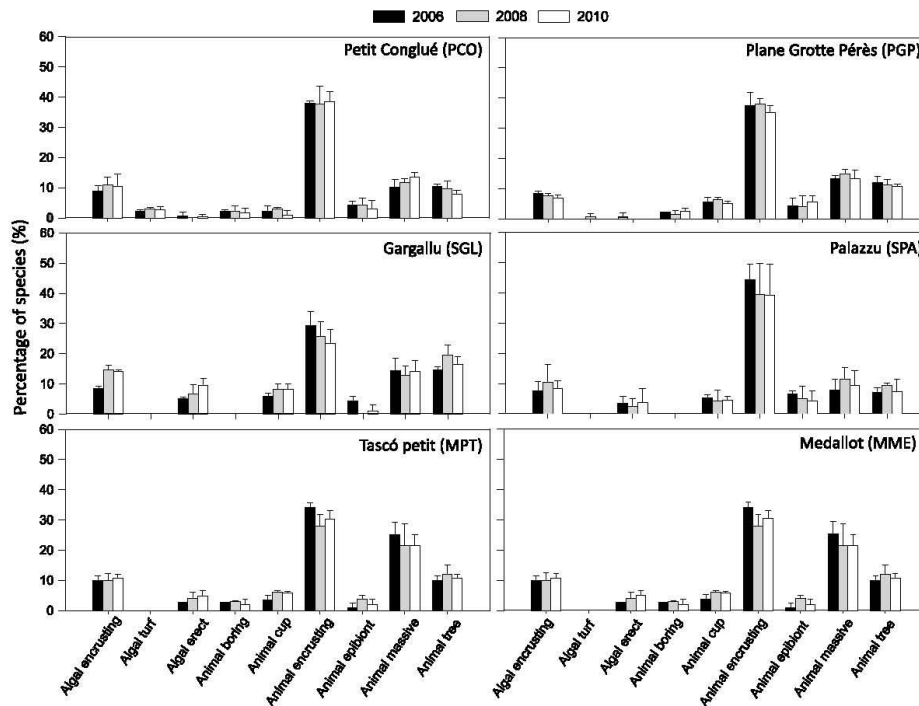 2006 2008 2010
Percentage of species (%)
60
50
40
30
20
10
0
Petit Conglué (PCO)
Plane Grotte Pérès (PGP)
60
50
40
30
20
10
0
Gargallu (SGL)
Palazzu (SPA)
60
50
40
30
20
10
0
Tascó petit (MPT)
Medallot (MME)
Algal encrusting
Algal turf
Algal erect
Animal boring
Animal cup
Animal encrusting
Animal epibiont
Animal massive
Animal tree
Algal encrusting
Algal turf
Algal erect
Animal boring
Animal cup
Animal encrusting
Animal epibiont
Animal massive
Animal tree